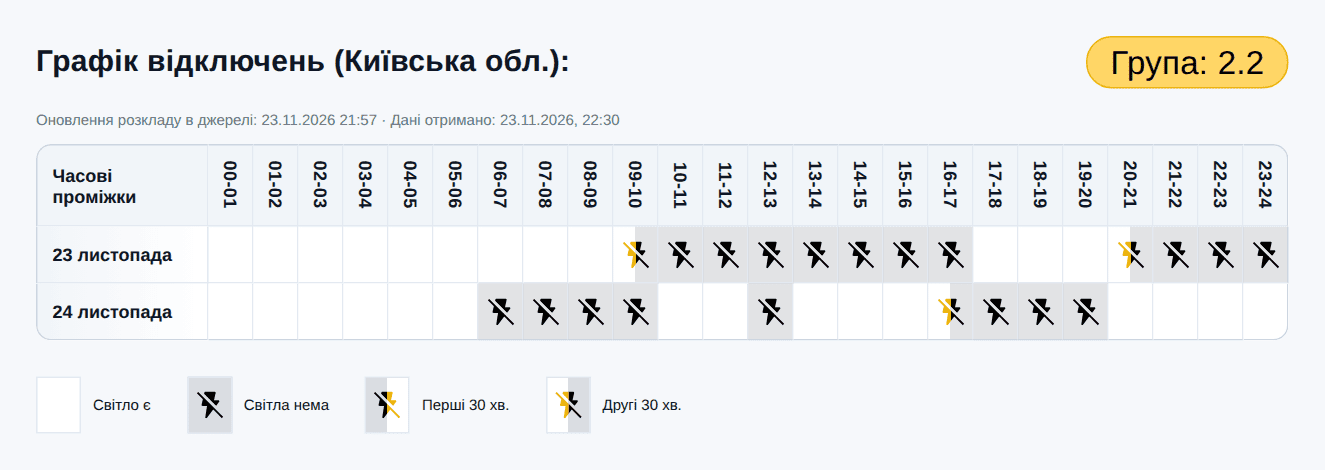 Графік відключень (Київська обл.):
Група: 2.2
Оновлення розкладу в джерелі: 23.11.2026 21:57 · Дані отримано: 23.11.2026, 22:30
Часові
проміжки
00-01
01-02
02-03
03-04
04-05
05-06
06-07
07-08
08-09
09-10
10-11
11-12
12-13
13-14
14-15
15-16
16-17
17-18
18-19
19-20
20-21
21-22
22-23
23-24
23 листопада
24 листопада
Світло є
Світла нема
Перші 30 хв.
Другі 30 хв.